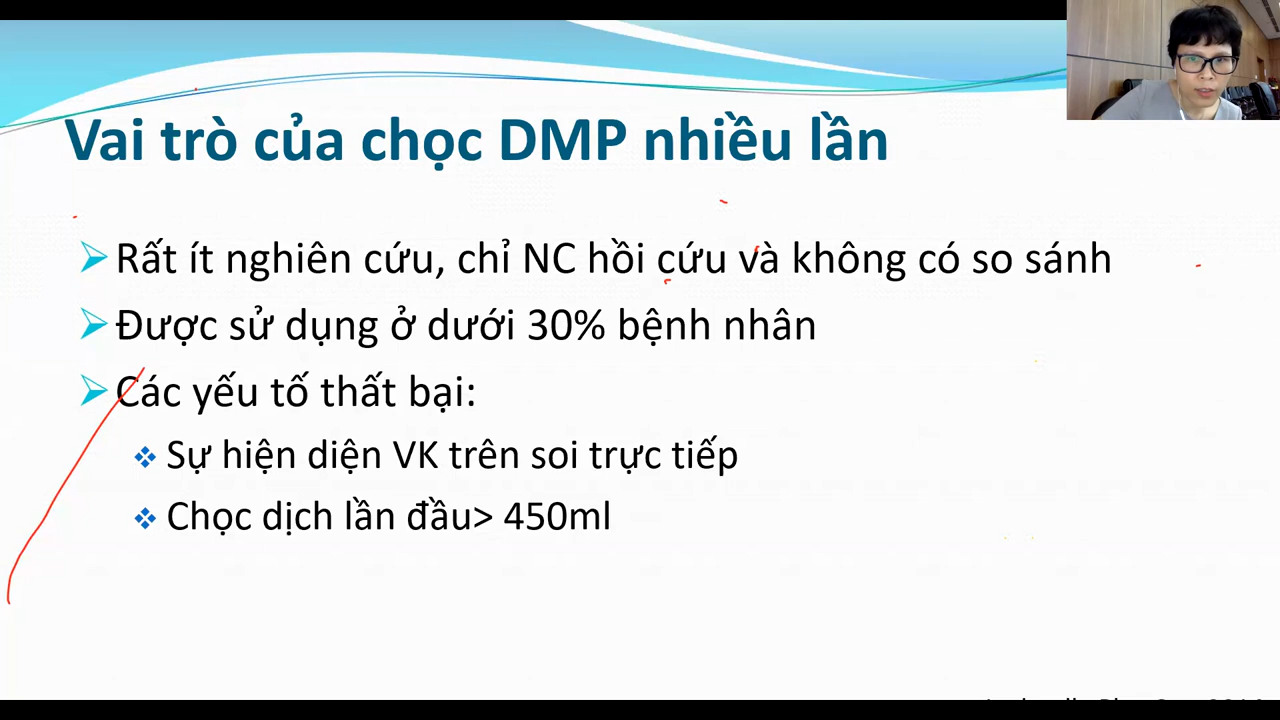 Vai trò của chọc DMP nhiều lần
Rất ít nghiên cứu, chỉ NC hồi cứu và không có so sánh
Được sử dụng ở dưới 30% bệnh nhân
Các yếu tố thất bại:
Sự hiện diện VK trên soi trực tiếp
Chọc dịch lần đầu> 450ml